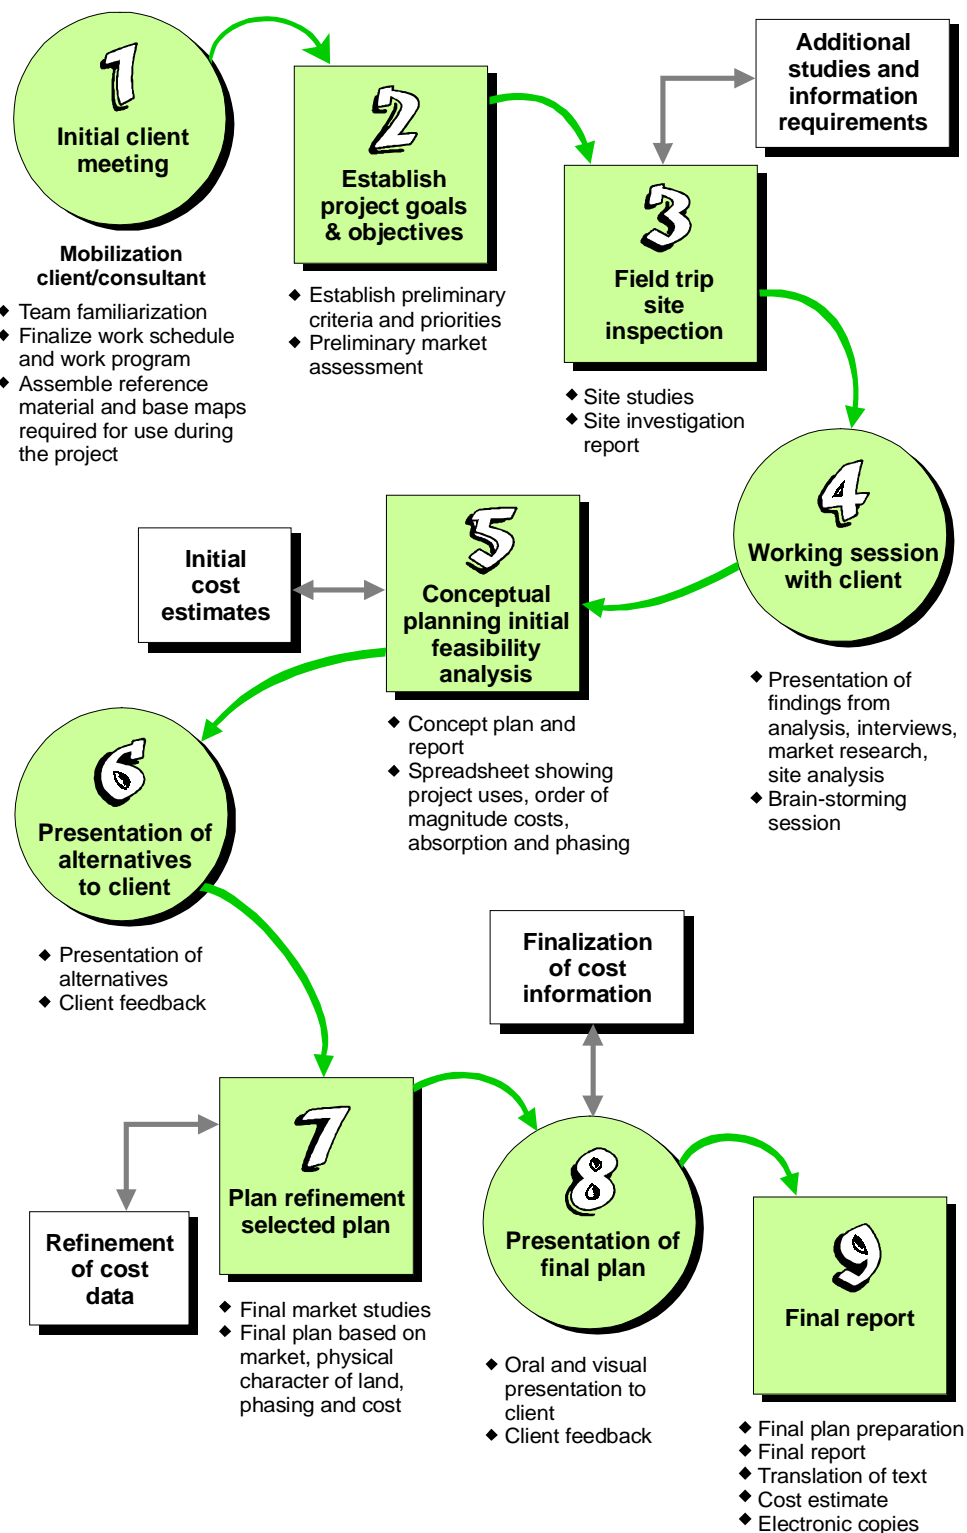 1
Initial client
meeting
Mobilization
client/consultant
◆ Team familiarization
◆ Finalize work schedule
and work program
◆ Assemble reference
material and base maps
required for use during
the project
2
Establish
project goals
& objectives
◆ Establish preliminary
criteria and priorities
◆ Preliminary market
assessment
Additional
studies and
information
requirements
3
Field trip
site
inspection
◆ Site studies
◆ Site investigation
report
4
Working session
with client
◆ Presentation of
findings from
analysis, interviews,
market research,
site analysis
◆ Brain-storming
session
5
Conceptual
planning initial
feasibility
analysis
◆ Concept plan and
report
◆ Spreadsheet showing
project uses, order of
magnitude costs,
absorption and phasing
Initial
cost
estimates
6
Presentation of
alternatives
to client
◆ Presentation of
alternatives
◆ Client feedback
7
Plan refinement
selected plan
◆ Final market studies
◆ Final plan based on
market, physical
character of land,
phasing and cost
Refinement
of cost
data
Finalization
of cost
information
8
Presentation of
final plan
◆ Oral and visual
presentation to
client
◆ Client feedback
9
Final report
◆ Final plan preparation
◆ Final report
◆ Translation of text
◆ Cost estimate
◆ Electronic copies